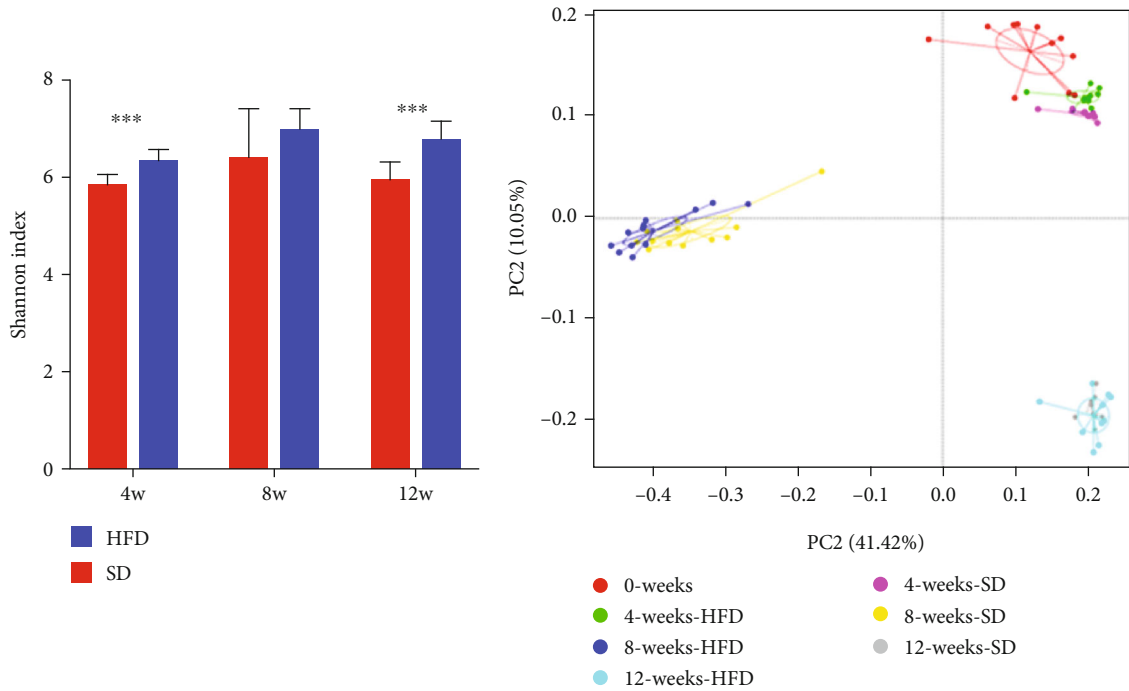 8
6
4
2
0
Shannon index
***
***
4w
8w
12w
HFD
SD
0.2
0.1
0.0
–0.1
–0.2
PC2 (10.05%)
–0.4
–0.3
–0.2
–0.1
0.0
0.1
0.2
PC2 (41.42%)
0-weeks
4-weeks-HFD
8-weeks-HFD
12-weeks-HFD
4-weeks-SD
8-weeks-SD
12-weeks-SD